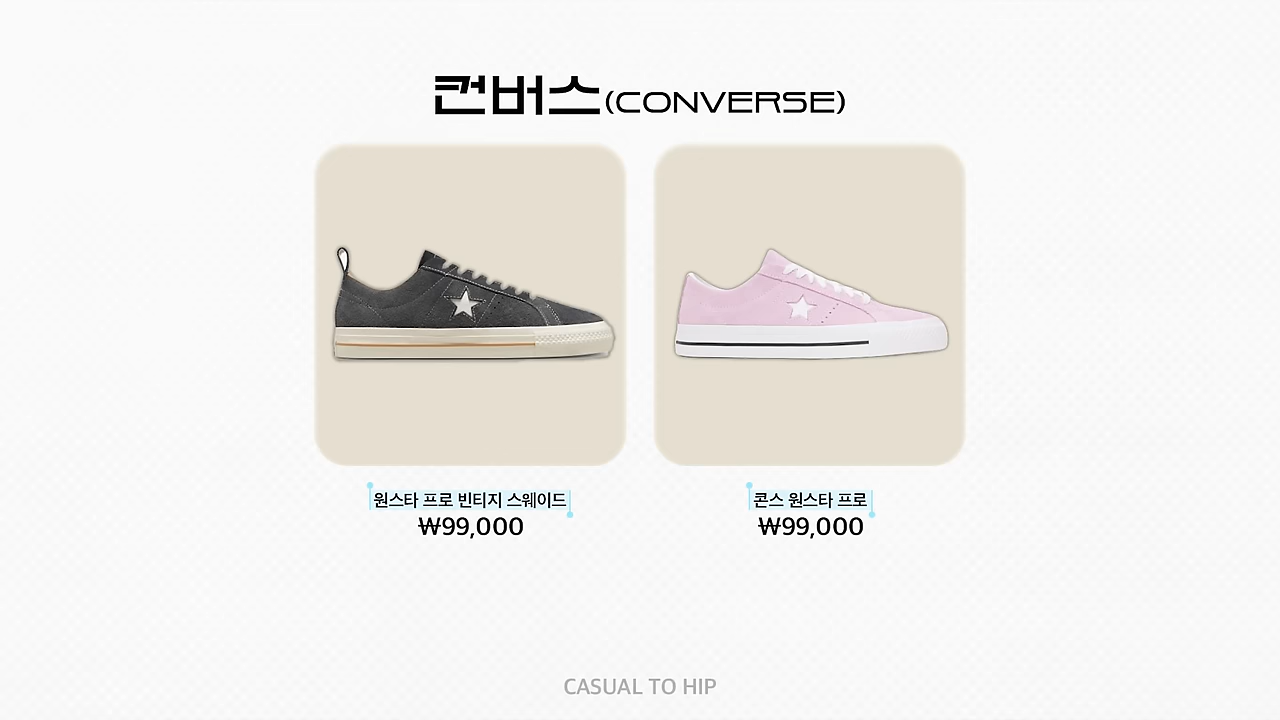 컨버스(CONVERSE)
원스타 프로 빈티지 스웨이드
₩99,000
콘스 원스타 프로
₩99,000
CASUAL TO HIP